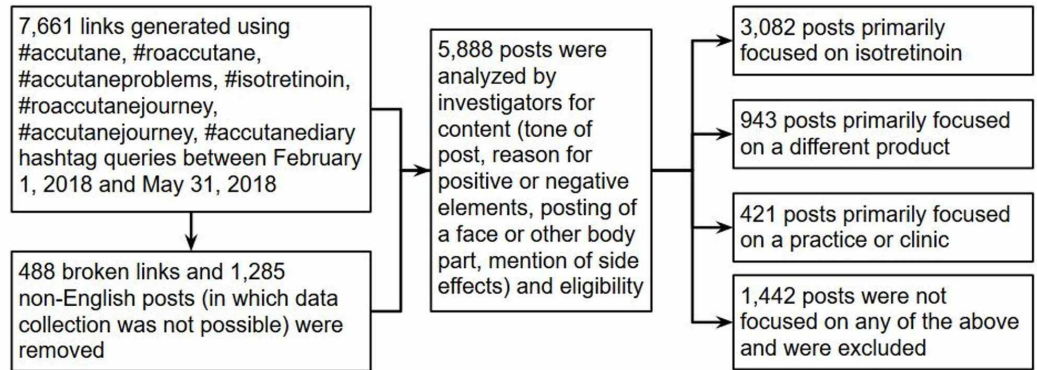 7,661 links generated using
#accutane, #roaccutane,
#accutaneproblems, #isotretinoin,
#roaccutanejourney,
#accutanejourney, #accutanediary
hashtag queries between February
1, 2018 and May 31, 2018
488 broken links and 1,285
non-English posts (in which data
collection was not possible) were
removed
5,888 posts were
analyzed by
investigators for
content (tone of
post, reason for
positive or negative
elements, posting of
a face or other body
part, mention of side
effects) and eligibility
3,082 posts primarily
focused on isotretinoin
943 posts primarily focused
on a different product
421 posts primarily focused
on a practice or clinic
1,442 posts were not
focused on any of the above
and were excluded